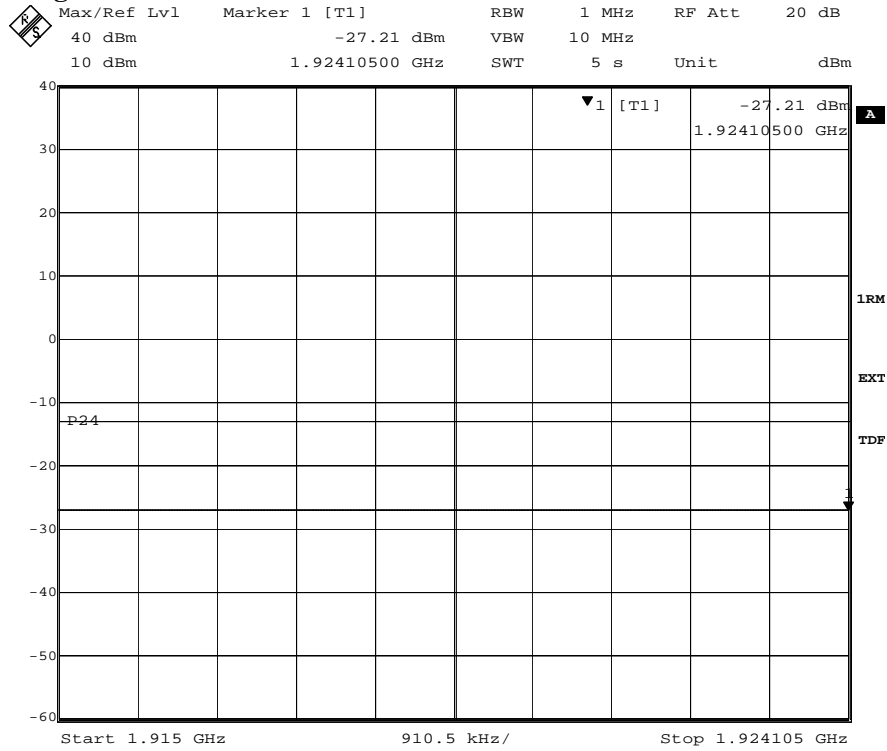 Max/Ref Lvl Marker 1 [T1] RBW 1 MHz RF Att 20 dB
40 dBm -27.21 dBm VBW 10 MHz
10 dBm 1.92410500 GHz SWT 5 s Unit dBm
R S
40
1 [T1] -27.21 dBm
A
1.92410500 GHz
30
20
10
1RM
0
EXT
-10
P24
TDF
-20
1
-30
-40
-50
-60
Start 1.915 GHz 910.5 kHz/ Stop 1.924105 GHz